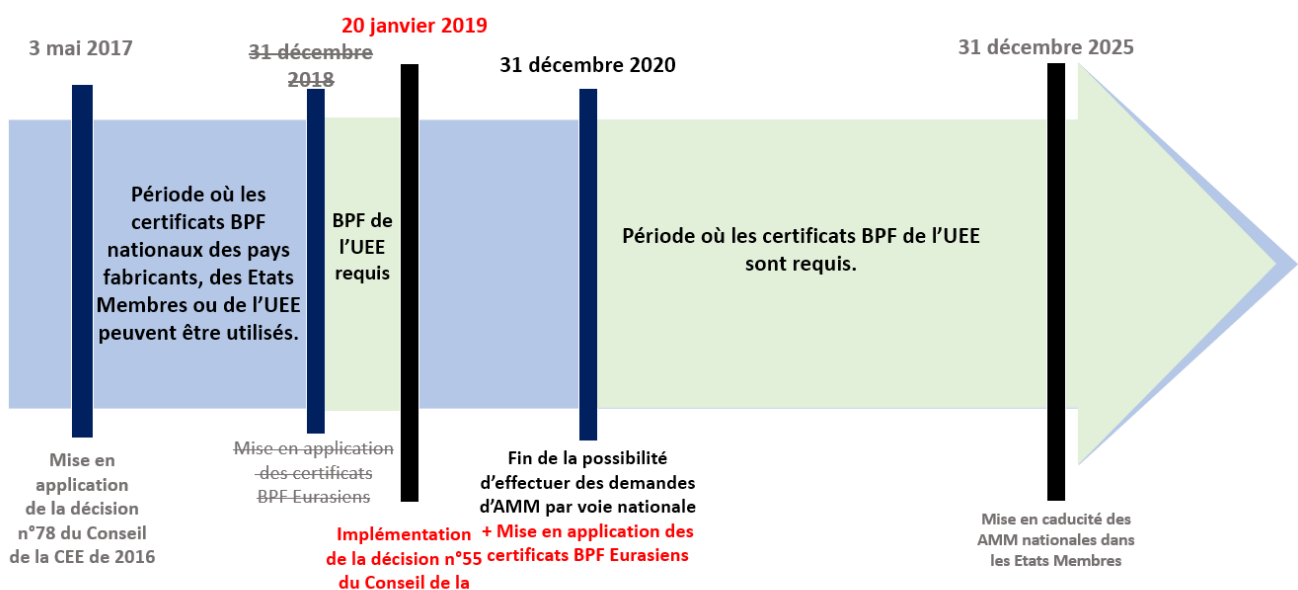 3 mai 2017
31 décembre
2018
20 janvier 2019
31 décembre 2020
31 décembre 2025
Période où les
certificats BPF
nationaux des pays
fabricants, des Etats
Membres ou de l'UEE
peuvent être utilisés.
BPF de
l'UEE
requis
Période où les certificats BPF de l'UEE
sont requis.
Mise en
application
de la décision
n°78 du Conseil
de la CEE de 2016
Mise en application
des certificats
BPF Eurasiens
Implémentation
de la décision n°55
du Conseil de la
Fin de la possibilité
d'effectuer des demandes
d'AMM par voie nationale
+ Mise en application des
certificats BPF Eurasiens
Mise en caducité des
AMM nationales dans
les Etats Membres